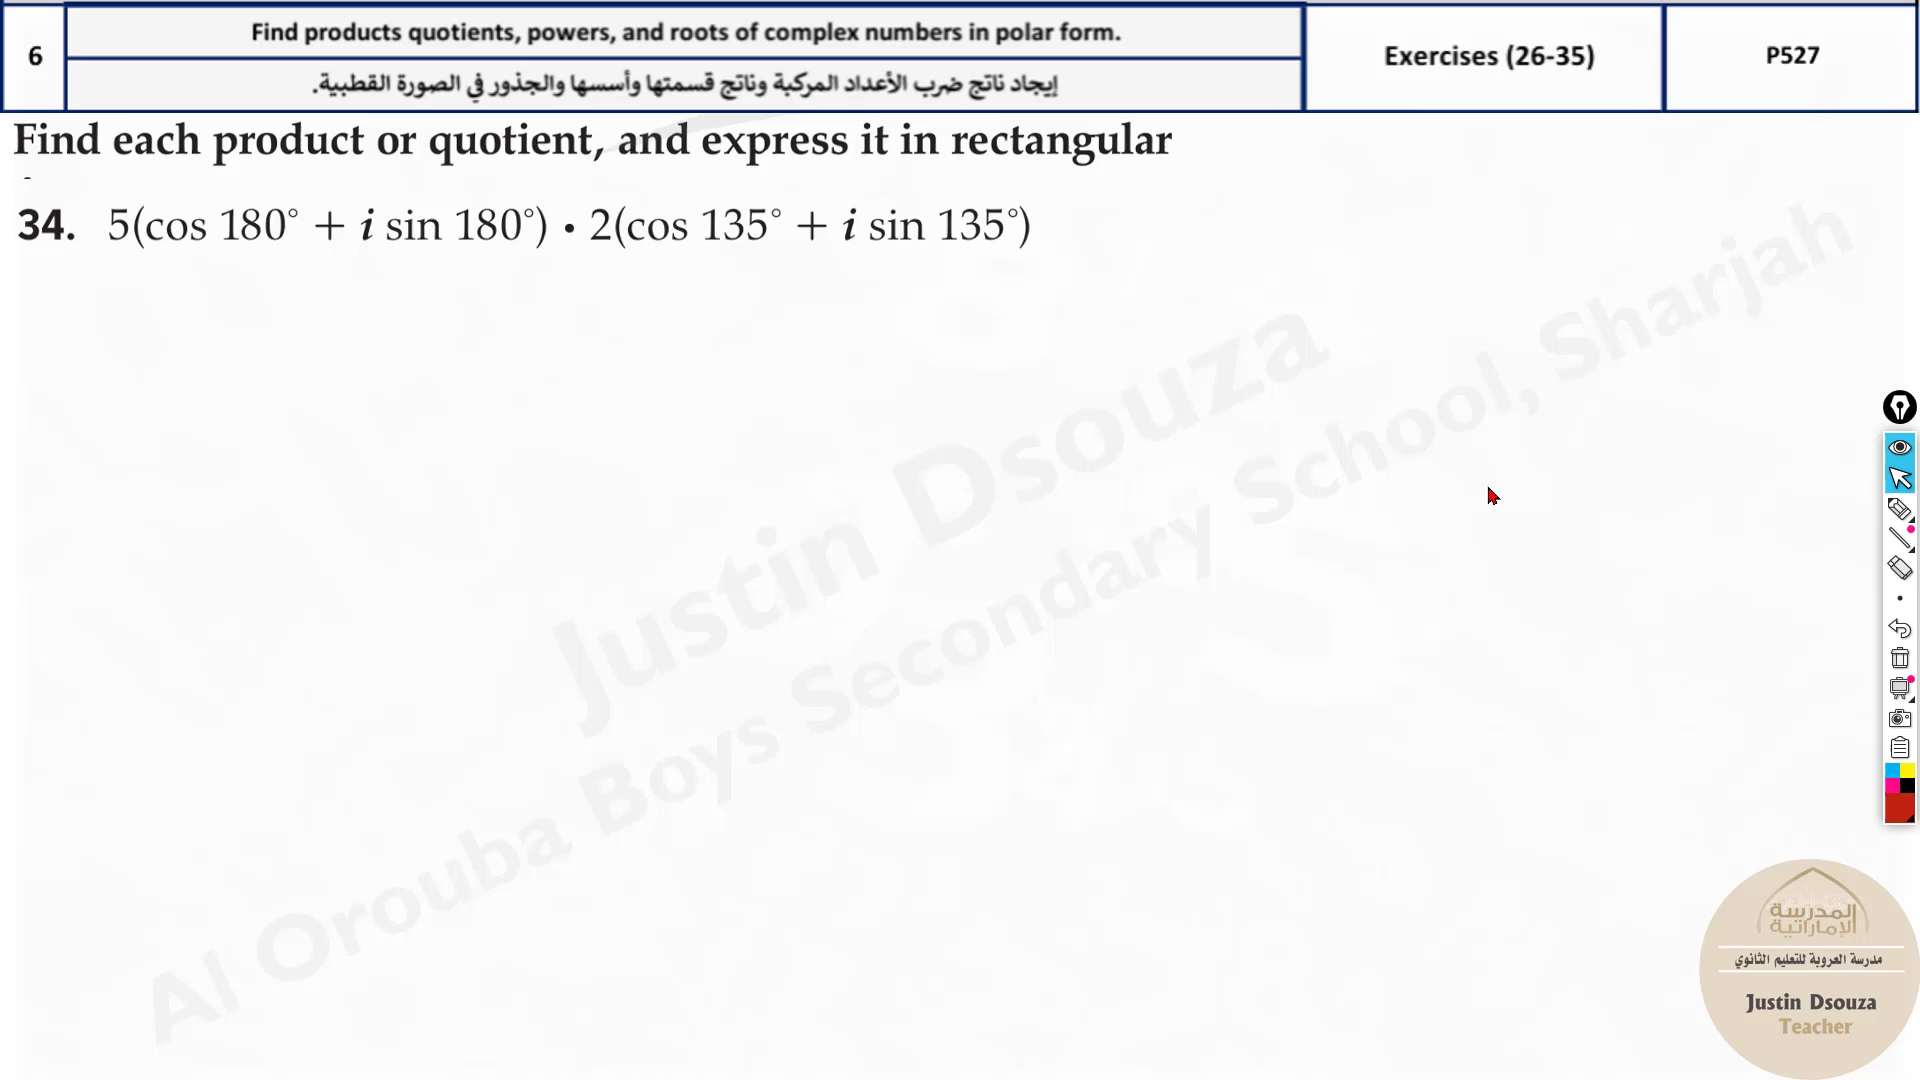 6
Find products quotients, powers, and roots of complex numbers in polar form.
إيجاد ناتج ضرب الأعداد المركبة وناتج قسمتها وأسسها والجذور في الصورة القطبية.
Exercises (26-35)
P527
Find each product or quotient, and express it in rectangular
34. 5(cos 180° + i sin 180°) • 2(cos 135° + i sin 135°)
Justin Dsouza
Al Orouba Boys Secondary School, Sharjah
المدرسة
الإماراتية
مدرسة العروبة للتعليم الثانوي
Justin Dsouza
Teacher